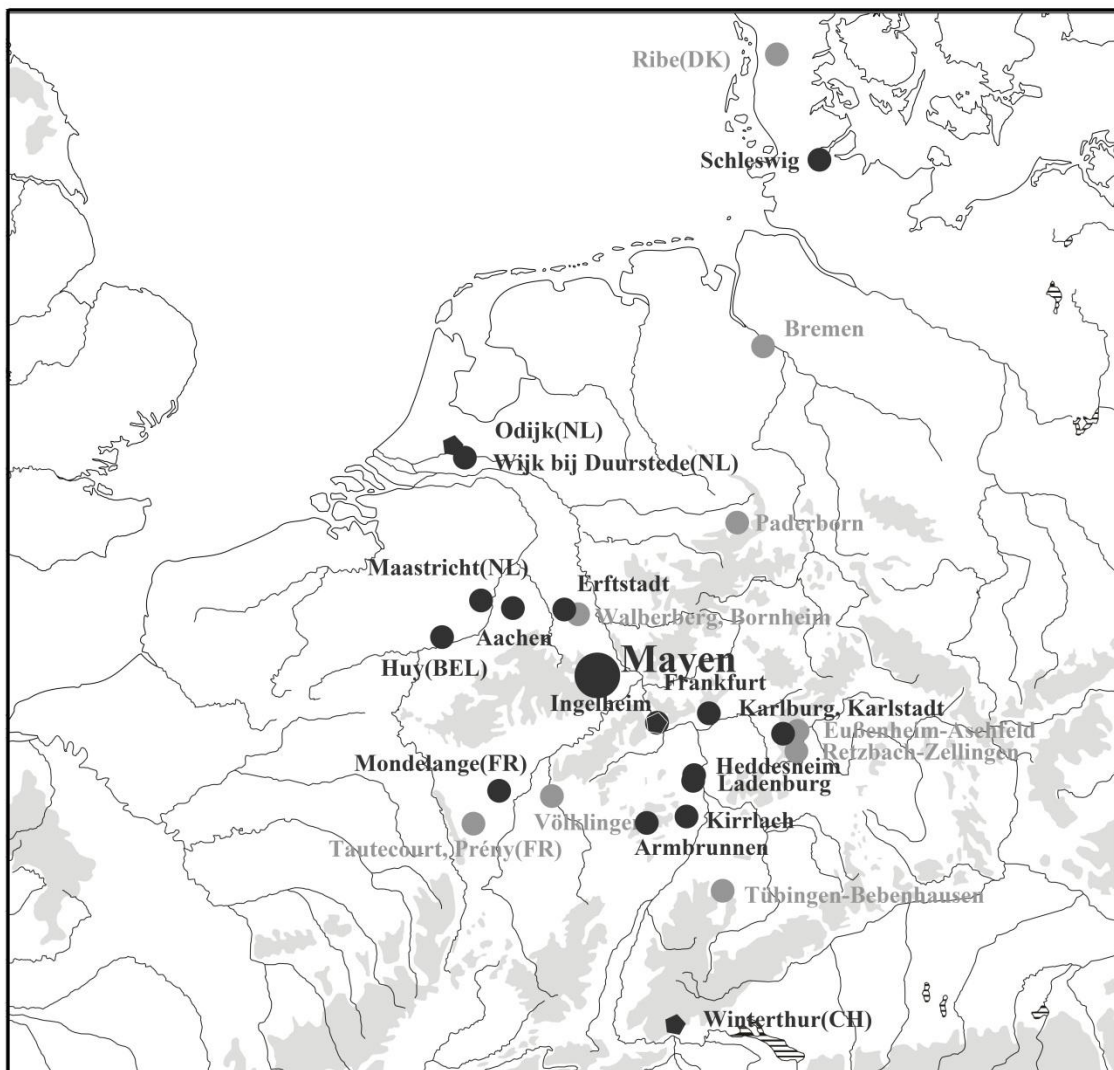 Ribe(DK)
Schleswig
Bremen
Odijk(NL)
Wijk bij Duurstede(NL)
Paderborn
Maastricht(NL)
Erftstadt
Walberberg, Bornheim
Aachen
Huy(BEL)
Mayen
Frankfurt
Ingelheim
Karlburg, Karlstadt
Eußenheim-Aschfeld
Retzbach-Zellingen
Mondelange(FR)
Heddesneim
Ladenburg
Völklingen
Kirrlach
Tautecourt, Prény(FR)
Armbrunnen
Tübingen-Bebenhausen
Winterthur(CH)